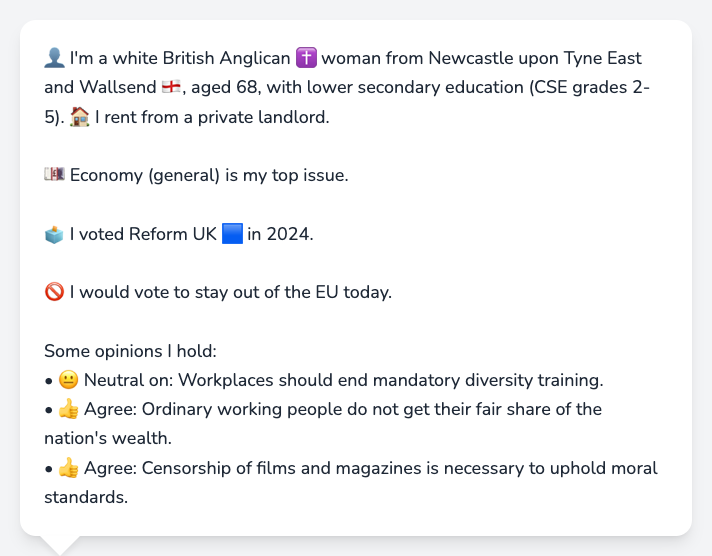 👤 I'm a white British Anglican ✝️ woman from Newcastle upon Tyne East
and Wallsend 🏴󠁧󠁢󠁥󠁮󠁧󠁿, aged 68, with lower secondary education (CSE grades 2-
5). 🏠 I rent from a private landlord.
💷 Economy (general) is my top issue.
🗳️ I voted Reform UK 🟦 in 2024.
🚫 I would vote to stay out of the EU today.
Some opinions I hold:
• 😐 Neutral on: Workplaces should end mandatory diversity training.
• 👍 Agree: Ordinary working people do not get their fair share of the
nation's wealth.
• 👍 Agree: Censorship of films and magazines is necessary to uphold moral
standards.